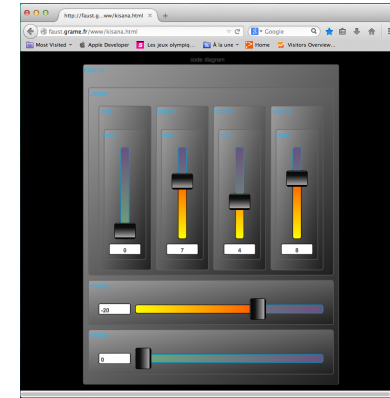 http://faust.g...ww/kisana.html
faust.grame.fr/www/kisana.html
Google
Most Visited
Apple Developer
Les jeux olympiq...
À la une
Home
Visitors Overview...
code diagram
0
7
4
8
-20
0